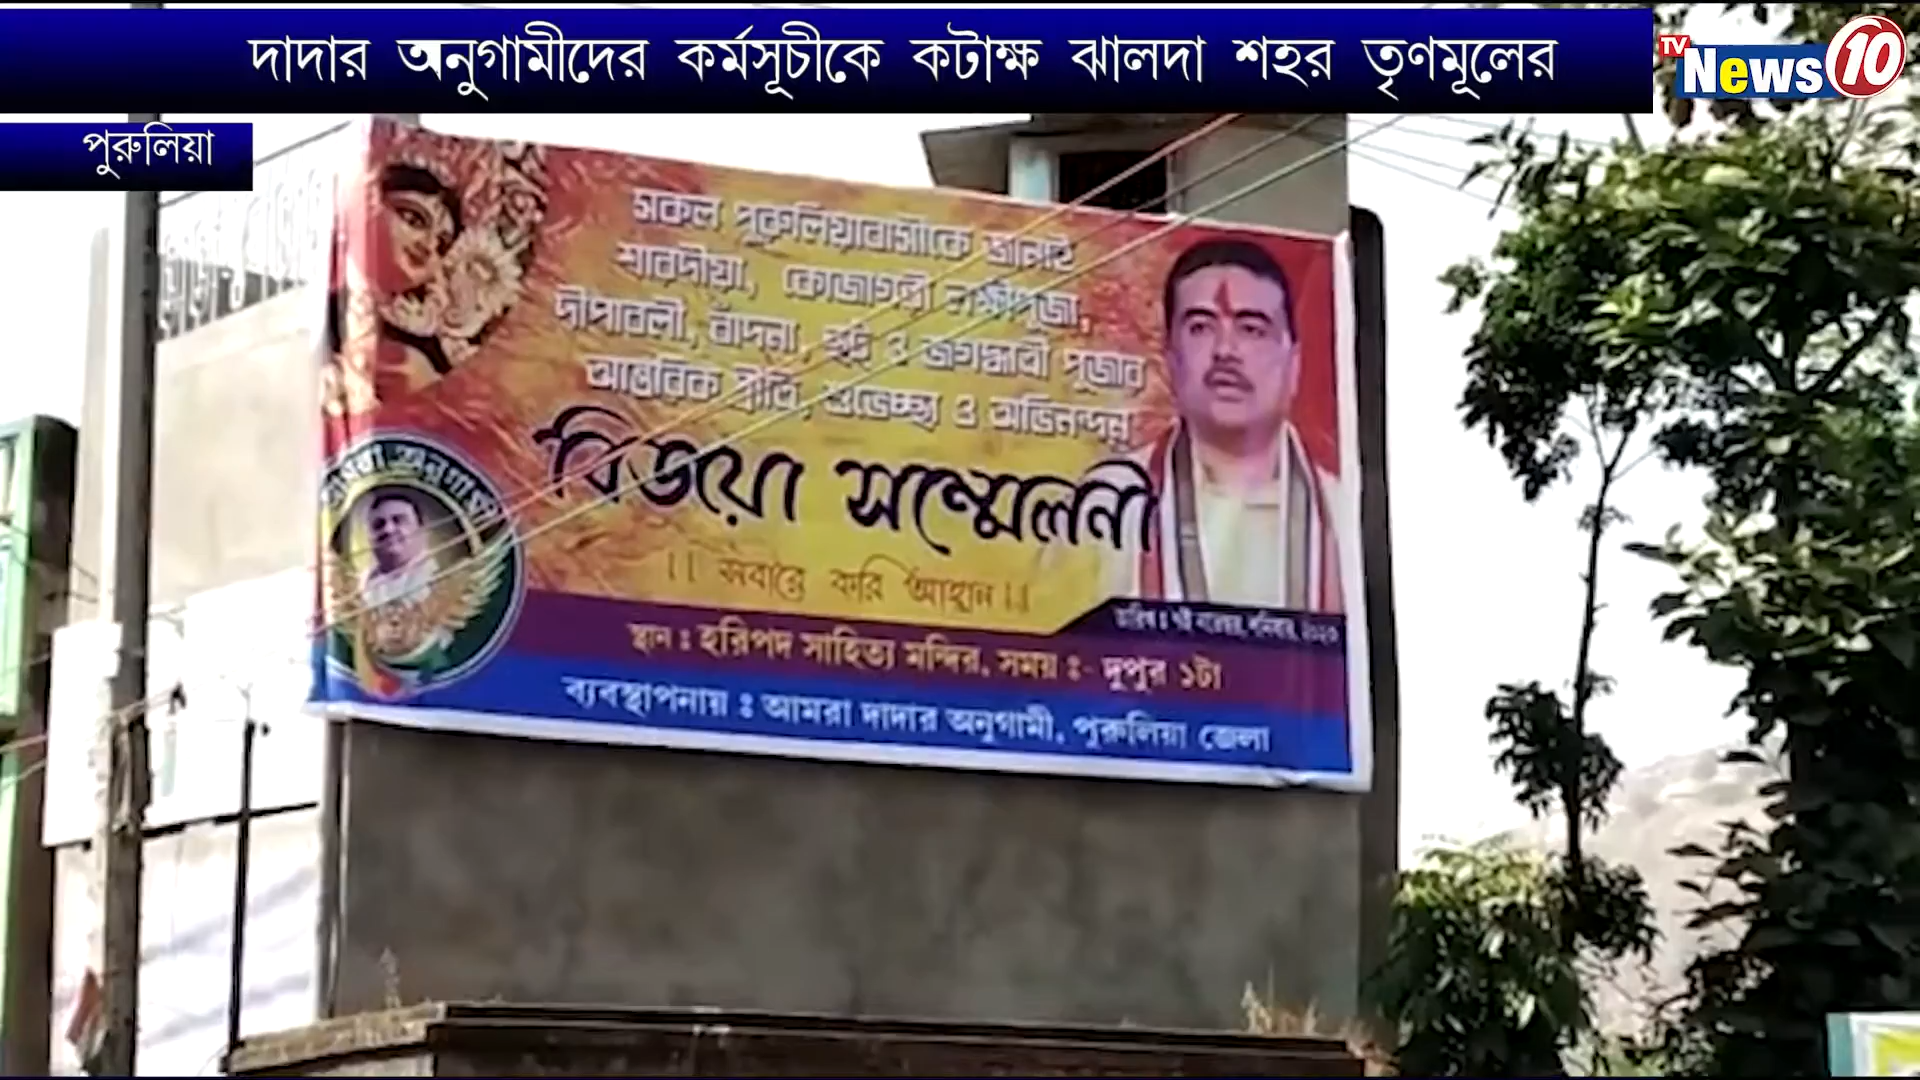 দাদার অনুগামীদের কর্মসূচীকে কটাক্ষ ঝালদা শহর তৃণমূলের
TV News 10
পুরুলিয়া
সকল পুরুলিয়াবাসীকে জানাই
শারদীয়া, কোজাগরী লক্ষ্মীপূজা,
দীপাবলী, বাঁদনা, ছট ও জগদ্ধাত্রী পূজার
আন্তরিক প্রীতি, শুভেচ্ছা ও অভিনন্দন
বিজয়া সম্মেলনী
।। সবারে করি আহ্বান ।।
স্থান ঃ হরিপদ সাহিত্য মন্দির, সময় ঃ- দুপুর ১টা
ব্যবস্থাপনায় ঃ আমরা দাদার অনুগামী, পুরুলিয়া জেলা